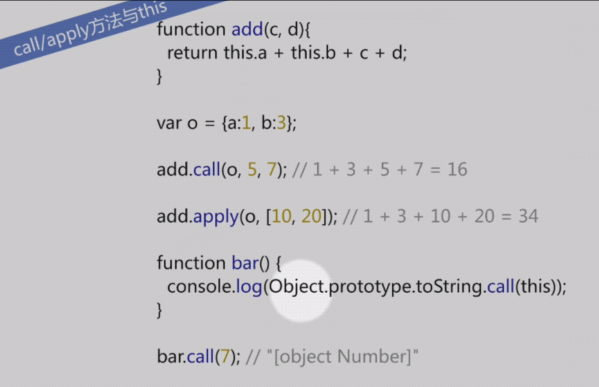 call/apply方法与this
function add(c, d){
  return this.a + this.b + c + d;
}
var o = {a:1, b:3};
add.call(o, 5, 7); // 1 + 3 + 5 + 7 = 16
add.apply(o, [10, 20]); // 1 + 3 + 10 + 20 = 34
function bar() {
  console.log(Object.prototype.toString.call(this));
}
bar.call(7); // "[object Number]"